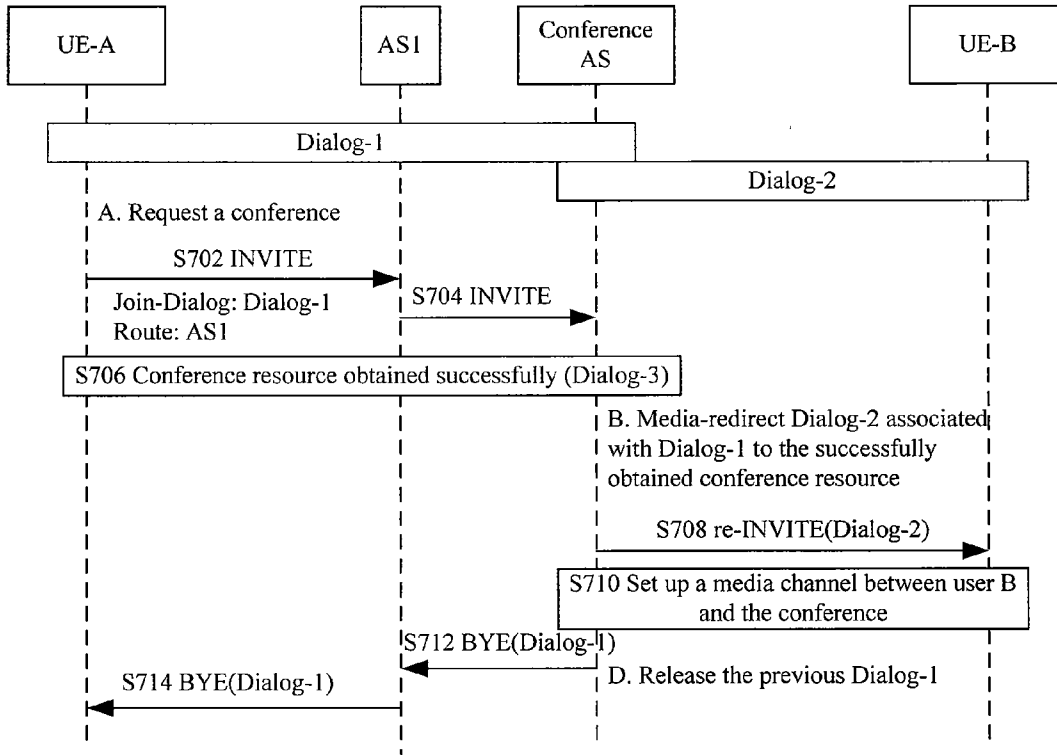 UE-A
AS1
Conference
AS
UE-B
Dialog-1
Dialog-2
A. Request a conference
S702 INVITE
Join-Dialog: Dialog-1
Route: AS1
S704 INVITE
S706 Conference resource obtained successfully (Dialog-3)
B. Media-redirect Dialog-2 associated
with Dialog-1 to the successfully
obtained conference resource
S708 re-INVITE(Dialog-2)
S710 Set up a media channel between user B
and the conference
S712 BYE(Dialog-1)
D. Release the previous Dialog-1
S714 BYE(Dialog-1)